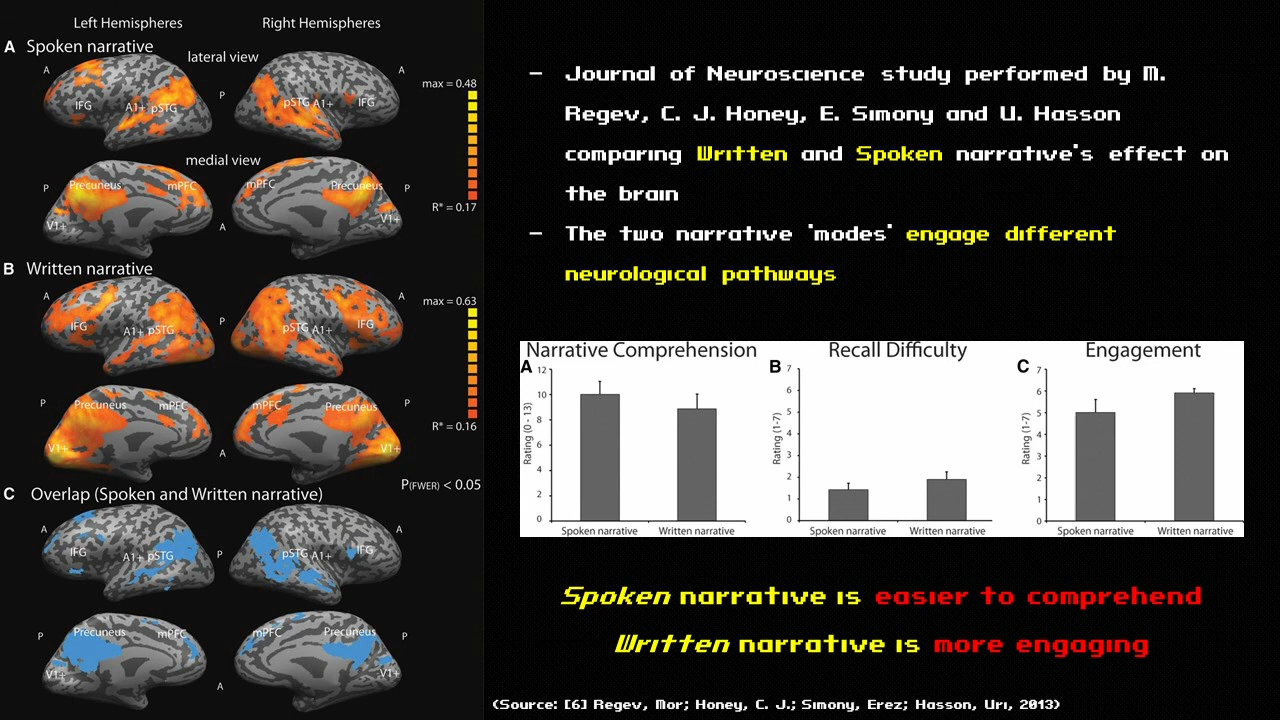 Left Hemispheres
Right Hemispheres
A Spoken narrative
lateral view
A
IFG
A1+
pSTG
P
pSTG
A1+
IFG
A
max = 0.48
medial view
P
Precuneus
mPFC
V1+
A
mPFC
Precuneus
P
V1+
R* = 0.17
B Written narrative
A
IFG
A1+
pSTG
P
pSTG
A1+
IFG
A
max = 0.63
P
Precuneus
mPFC
V1+
A
mPFC
Precuneus
P
V1+
R* = 0.16
P(FWER) < 0.05
C Overlap (Spoken and Written narrative)
A
IFG
A1+
pSTG
P
pSTG
A1+
IFG
A
P
Precuneus
mPFC
V1+
A
mPFC
Precuneus
P
V1+
– Journal of Neuroscience study performed by M.
Regev, C. J. Honey, E. Simony and U. Hasson
comparing Written and Spoken narrative's effect on
the brain
– The two narrative 'modes' engage different
neurological pathways
Narrative Comprehension
A
Rating (0 - 13)
12
10
8
6
4
2
0
Spoken narrative
Written narrative
Recall Difficulty
B
Rating (1-7)
7
6
5
4
3
2
1
0
Spoken narrative
Written narrative
Engagement
C
Rating (1-7)
7
6
5
4
3
2
1
0
Spoken narrative
Written narrative
Spoken narrative is easier to comprehend
Written narrative is more engaging
(Source: [6] Regev, Mor; Honey, C. J.; Simony, Erez; Hasson, Uri, 2013)